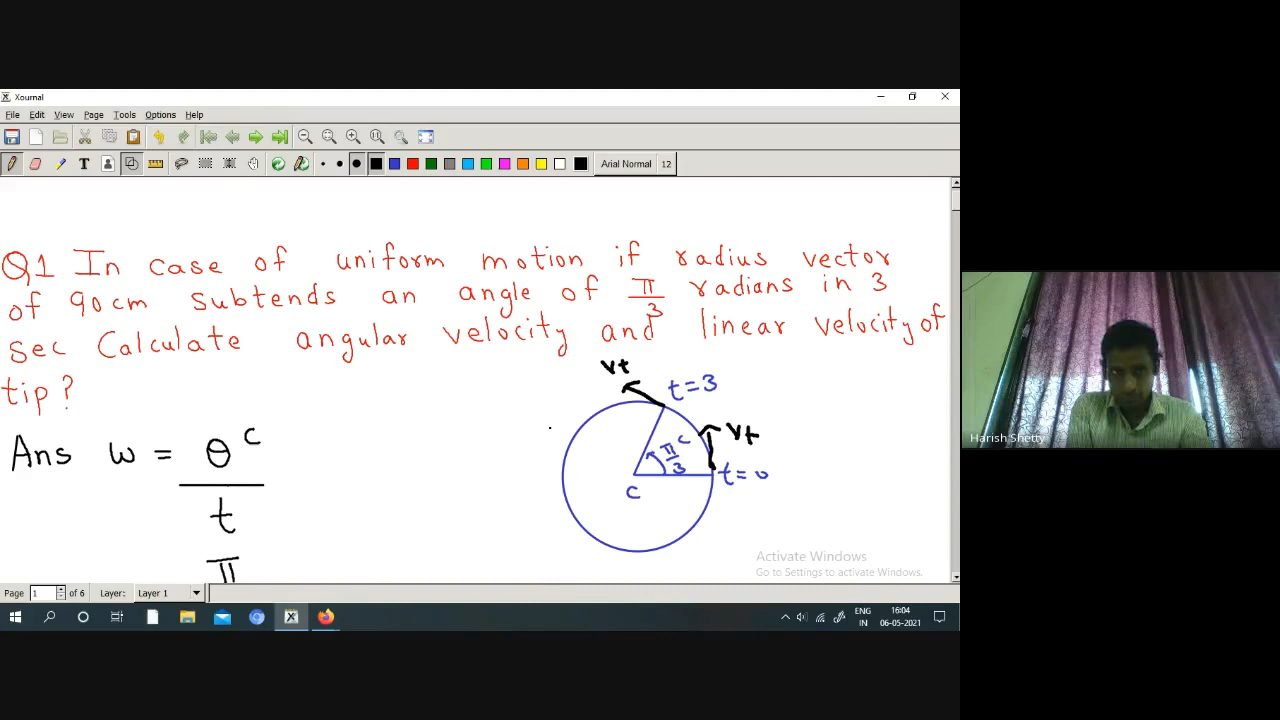 Xournal
File Edit View Page Tools Options Help
Arial Normal 12
Q1 In case of uniform motion if radius vector
of 90cm subtends an angle of π/3 radians in 3
sec Calculate angular velocity and linear velocity of
tip?
vt
t=3
Ans ω = θᶜ/t
π
π/3 ᶜ
vt
t=0
C
Activate Windows
Go to Settings to activate Windows.
Page 1 of 6 Layer: Layer 1
ENG
IN
16:04
06-05-2021
Harish Shetty